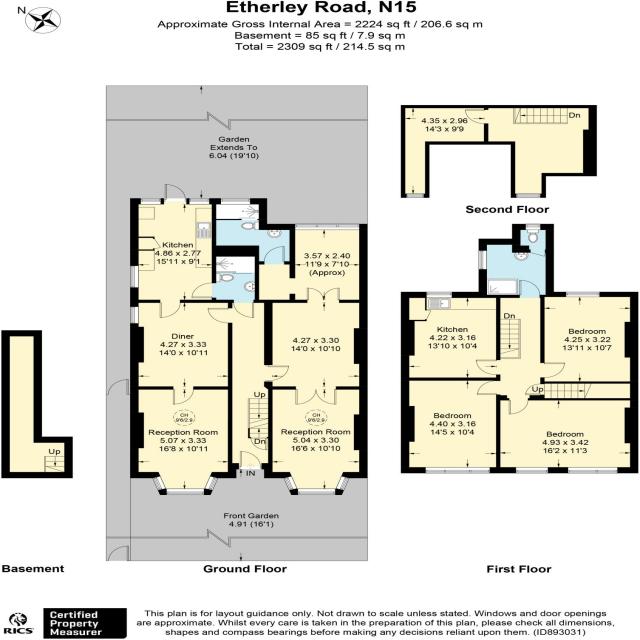 Etherley Road, N15
Approximate Gross Internal Area = 2224 sq ft / 206.6 sq m
Basement = 85 sq ft / 7.9 sq m
Total = 2309 sq ft / 214.5 sq m
N
Garden
Extends To
6.04 (19'10)
4.35 x 2.96
14'3 x 9'9
Dn
Second Floor
Kitchen
4.86 x 2.77
15'11 x 9'1
3.57 x 2.40
11'9 x 7'10
(Approx)
Diner
4.27 x 3.33
14'0 x 10'11
4.27 x 3.30
14'0 x 10'10
Kitchen
4.22 x 3.16
13'10 x 10'4
Dn
Bedroom
4.25 x 3.22
13'11 x 10'7
Up
Up
CH
9'6/2.9
Reception Room
5.07 x 3.33
16'8 x 10'11
CH
9'6/2.9
Reception Room
5.04 x 3.30
16'6 x 10'10
Dn
IN
Bedroom
4.40 x 3.16
14'5 x 10'4
Bedroom
4.93 x 3.42
16'2 x 11'3
Up
Front Garden
4.91 (16'1)
Basement
Ground Floor
First Floor
RICS
Certified
Property
Measurer
This plan is for layout guidance only. Not drawn to scale unless stated. Windows and door openings
are approximate. Whilst every care is taken in the preparation of this plan, please check all dimensions,
shapes and compass bearings before making any decisions reliant upon them. (ID893031)